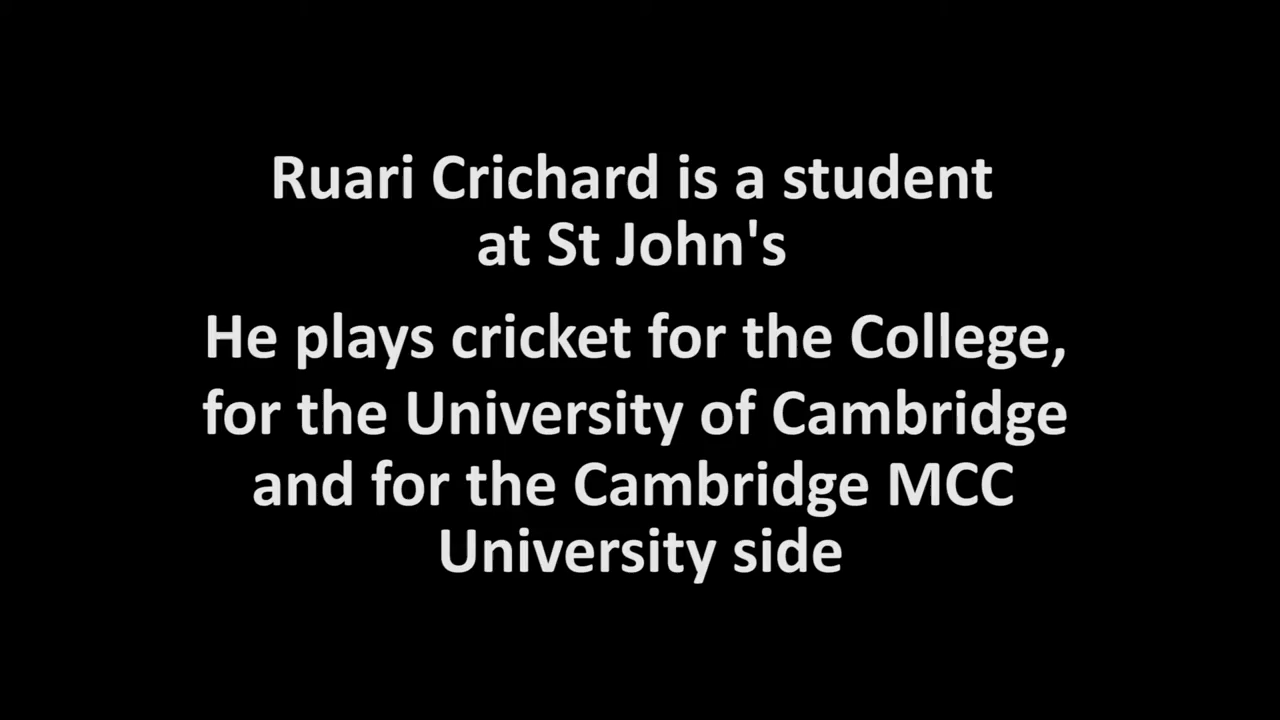 Ruari Crichard is a student
at St John's
He plays cricket for the College,
for the University of Cambridge
and for the Cambridge MCC
University side